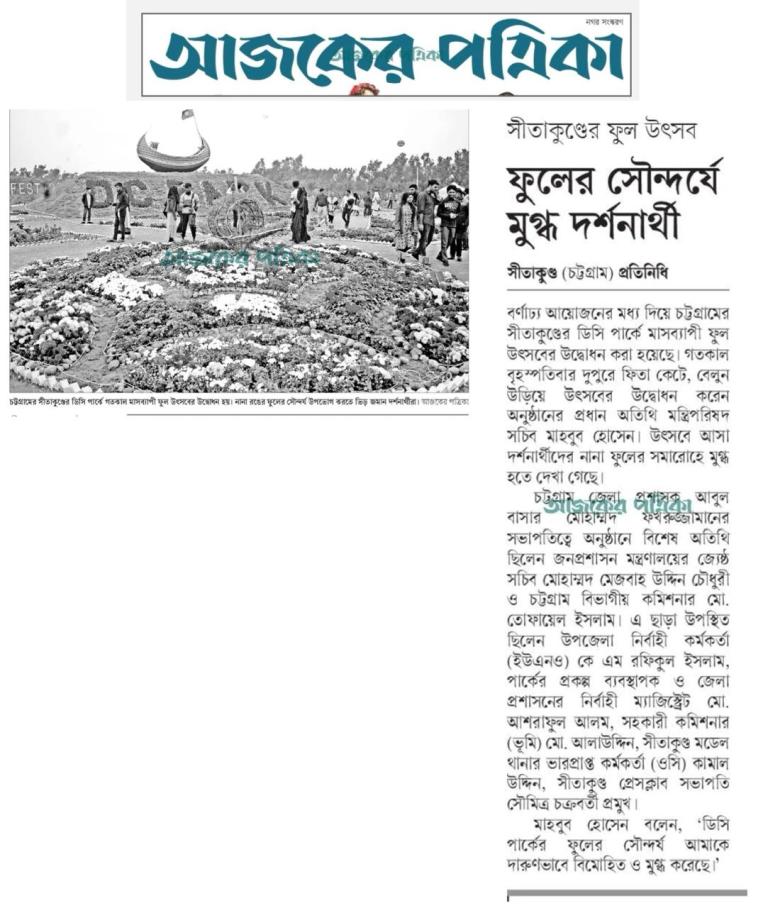 নগর সংস্করণ
আজকের পত্রিকা
আজকের পত্রিকা
FEST
DC PARK
আজকের পত্রিকা
চট্টগ্রামের সীতাকুণ্ডের ডিসি পার্কে গতকাল মাসব্যাপী ফুল উৎসবের উদ্বোধন হয়। নানা রঙের ফুলের সৌন্দর্য উপভোগ করতে ভিড় জমান দর্শনার্থীরা। আজকের পত্রিকা
সীতাকুণ্ডের ফুল উৎসব
ফুলের সৌন্দর্যে
মুগ্ধ দর্শনার্থী
সীতাকুণ্ড (চট্টগ্রাম) প্রতিনিধি
বর্ণাঢ্য আয়োজনের মধ্য দিয়ে চট্টগ্রামের
সীতাকুণ্ডের ডিসি পার্কে মাসব্যাপী ফুল
উৎসবের উদ্বোধন করা হয়েছে। গতকাল
বৃহস্পতিবার দুপুরে ফিতা কেটে, বেলুন
উড়িয়ে উৎসবের উদ্বোধন করেন
অনুষ্ঠানের প্রধান অতিথি মন্ত্রিপরিষদ
সচিব মাহবুব হোসেন। উৎসবে আসা
দর্শনার্থীদের নানা ফুলের সমারোহে মুগ্ধ
হতে দেখা গেছে।
চট্টগ্রাম জেলা প্রশাসক আবুল
আজকের পত্রিকা
বাসার মোহাম্মদ ফখরুজ্জামানের
সভাপতিত্বে অনুষ্ঠানে বিশেষ অতিথি
ছিলেন জনপ্রশাসন মন্ত্রণালয়ের জ্যেষ্ঠ
সচিব মোহাম্মদ মেজবাহ উদ্দিন চৌধুরী
ও চট্টগ্রাম বিভাগীয় কমিশনার মো.
তোফায়েল ইসলাম। এ ছাড়া উপস্থিত
ছিলেন উপজেলা নির্বাহী কর্মকর্তা
(ইউএনও) কে এম রফিকুল ইসলাম,
পার্কের প্রকল্প ব্যবস্থাপক ও জেলা
প্রশাসনের নির্বাহী ম্যাজিস্ট্রেট মো.
আশরাফুল আলম, সহকারী কমিশনার
(ভূমি) মো. আলাউদ্দিন, সীতাকুণ্ড মডেল
থানার ভারপ্রাপ্ত কর্মকর্তা (ওসি) কামাল
উদ্দিন, সীতাকুণ্ড প্রেসক্লাব সভাপতি
সৌমিত্র চক্রবর্তী প্রমুখ।
মাহবুব হোসেন বলেন, 'ডিসি
পার্কের ফুলের সৌন্দর্য আমাকে
দারুণভাবে বিমোহিত ও মুগ্ধ করেছে।'